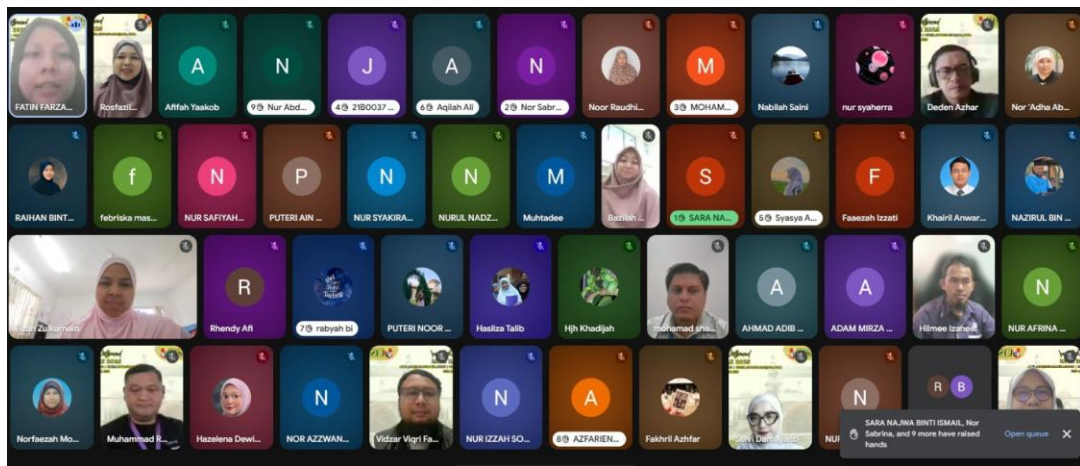 FATIN FARZA...
Rosfazil...
A
Afifah Yaakob
N
9 Nur Abd...
J
4 21B0037 ...
A
6 Aqilah Ali
N
2 Nor Sabr...
Noor Raudhi...
M
3 MOHAM...
Nabilah Saini
nur syaherra
Deden Azhar
Nor 'Adha Ab...
RAIHAN BINT...
f
febriska mas...
N
NUR SAFIYAH...
P
PUTERI AIN ...
N
NUR SYAKIRA...
N
NURUL NADZ...
M
Muhtadee
Bazilah ...
S
1 SARA NA...
5 Syasya A...
F
Faaezah Izzati
Khairil Anwar...
NAZIRUL BIN ...
Zulkarnain
R
Rhendy Afi
7 rabyah bi
PUTERI NOOR ...
Hasliza Talib
Hjh Khadijah
mohamad sha...
A
AHMAD ADIB ...
A
ADAM MIRZA ...
Hilmee Izanee...
N
NUR AFRINA ...
Norfaezah Mo...
Muhammad R...
Hazelena Dewi...
N
NOR AZZWAN...
Vidzar Viqri Fa...
N
NUR IZZAH SO...
A
8 AZFARIEN...
Fakhril Azhfar
Damayanti
N
R B
SARA NAJWA BINTI ISMAIL, Nor
Sabrina, and 9 more have raised
hands
Open queue